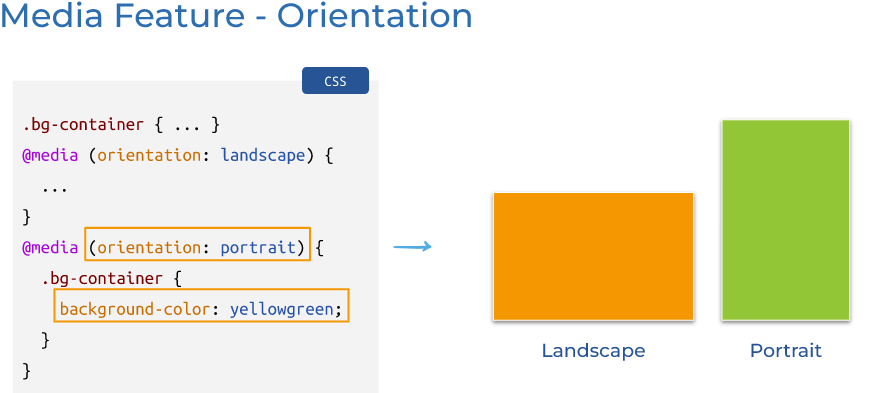 Media Feature - Orientation
CSS
.bg-container { ... }
@media (orientation: landscape) {
...
}
@media (orientation: portrait) {
.bg-container {
background-color: yellowgreen;
}
}
Landscape
Portrait